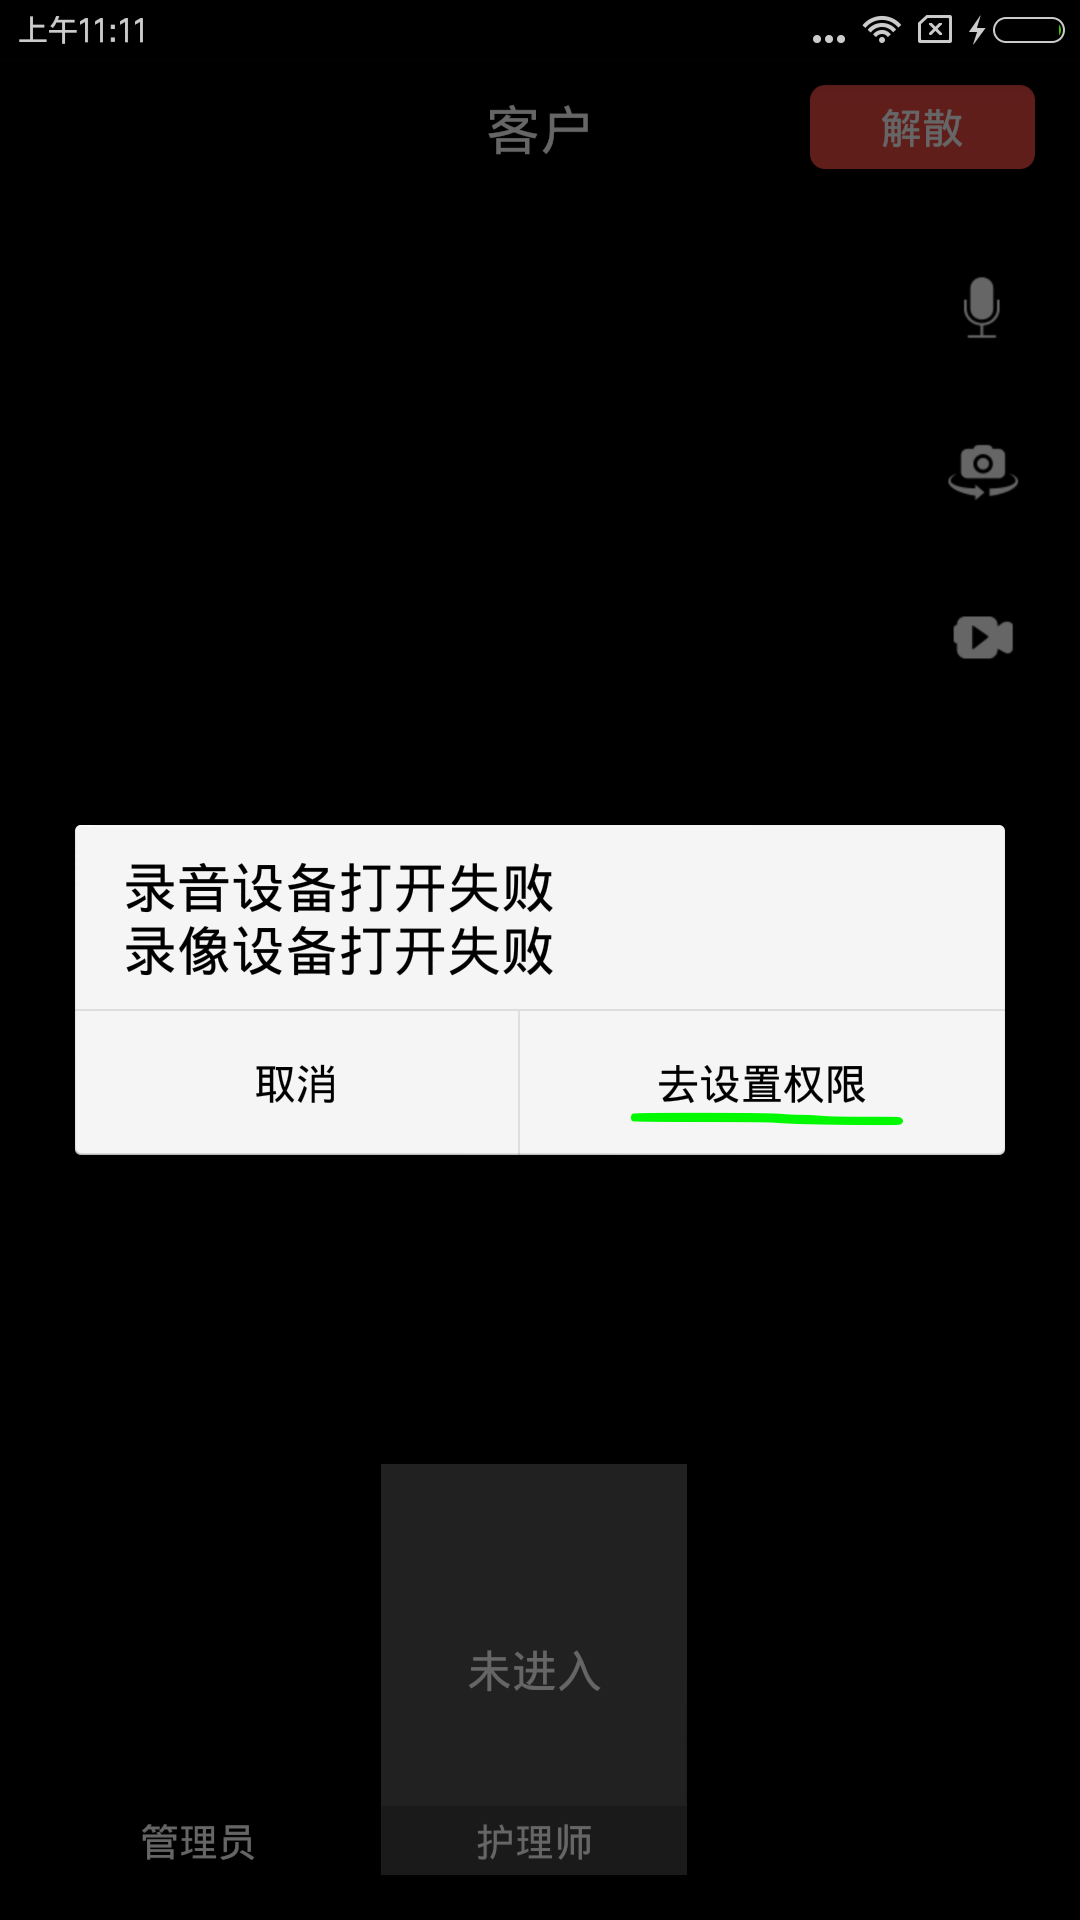 上午11:11
客户
解散
录音设备打开失败
录像设备打开失败
取消
去设置权限
未进入
管理员
护理师